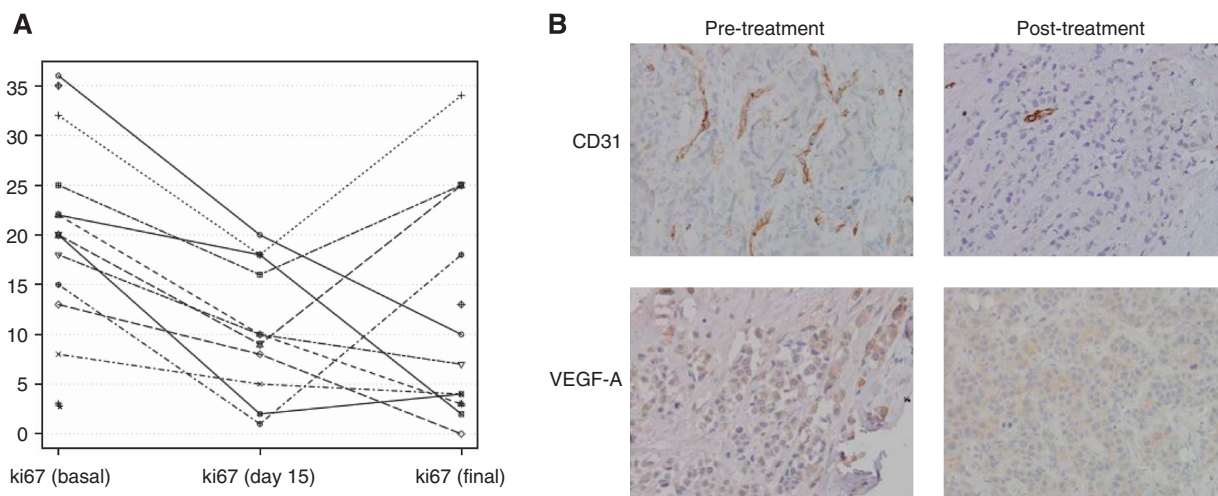 A
35
30
25
20
15
10
5
0
ki67 (basal)
ki67 (day 15)
ki67 (final)
B
Pre-treatment
Post-treatment
CD31
VEGF-A